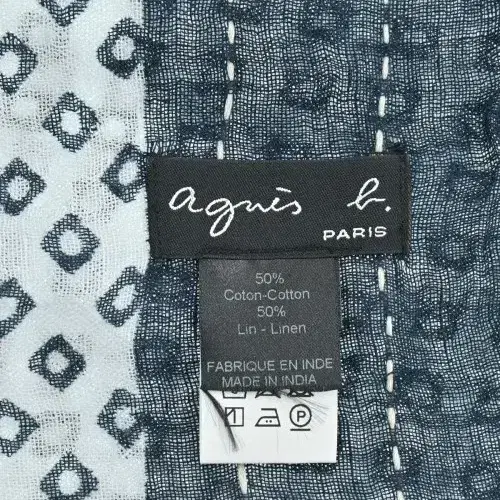 agnès b.
PARIS
50%
Coton-Cotton
50%
Lin - Linen
FABRIQUE EN INDE
MADE IN INDIA